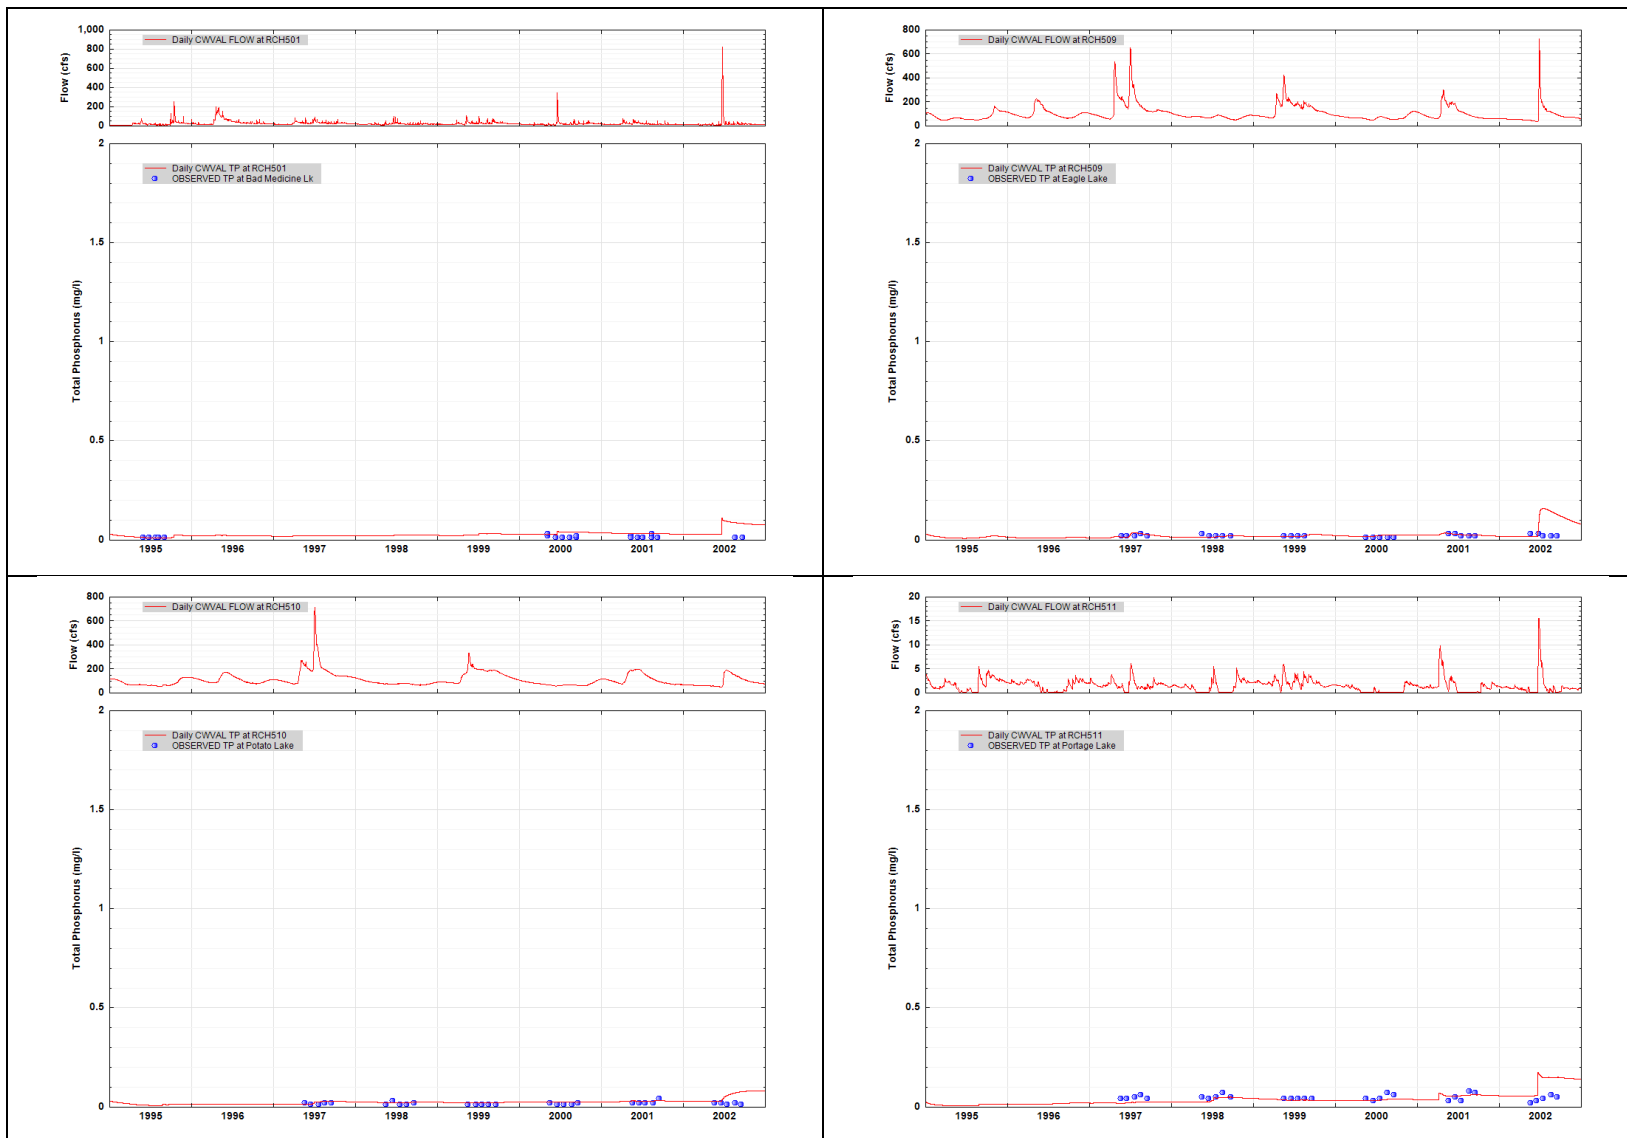 Flow (cfs)
1,000
800
600
400
200
0
Daily CWVAL FLOW at RCH501
Total Phosphorus (mg/l)
2
1.5
1
0.5
0
Daily CWVAL TP at RCH501
OBSERVED TP at Bad Medicine Lk
1995 1996 1997 1998 1999 2000 2001 2002
Flow (cfs)
800
600
400
200
0
Daily CWVAL FLOW at RCH509
Total Phosphorus (mg/l)
2
1.5
1
0.5
0
Daily CWVAL TP at RCH509
OBSERVED TP at Eagle Lake
1995 1996 1997 1998 1999 2000 2001 2002
Flow (cfs)
800
600
400
200
0
Daily CWVAL FLOW at RCH510
Total Phosphorus (mg/l)
2
1.5
1
0.5
0
Daily CWVAL TP at RCH510
OBSERVED TP at Potato Lake
1995 1996 1997 1998 1999 2000 2001 2002
Flow (cfs)
20
15
10
5
0
Daily CWVAL FLOW at RCH511
Total Phosphorus (mg/l)
2
1.5
1
0.5
0
Daily CWVAL TP at RCH511
OBSERVED TP at Portage Lake
1995 1996 1997 1998 1999 2000 2001 2002